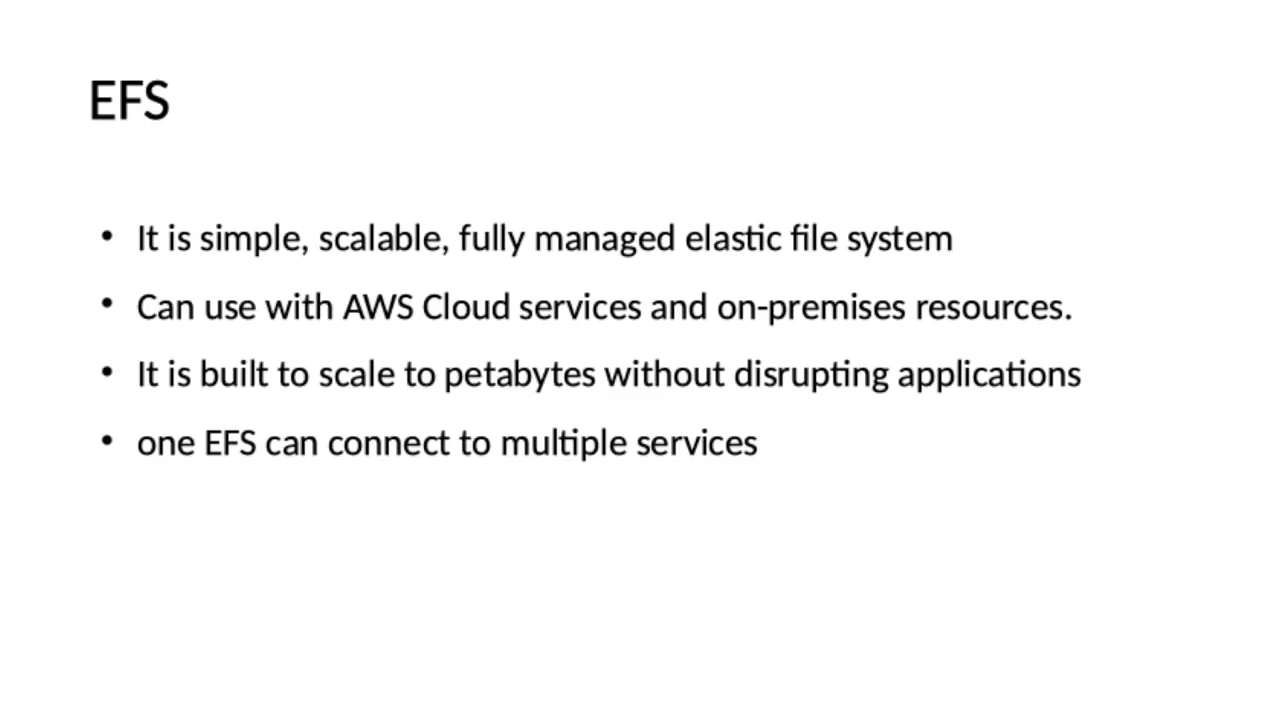 EFS
• It is simple, scalable, fully managed elastic file system
• Can use with AWS Cloud services and on-premises resources.
• It is built to scale to petabytes without disrupting applications
• one EFS can connect to multiple services